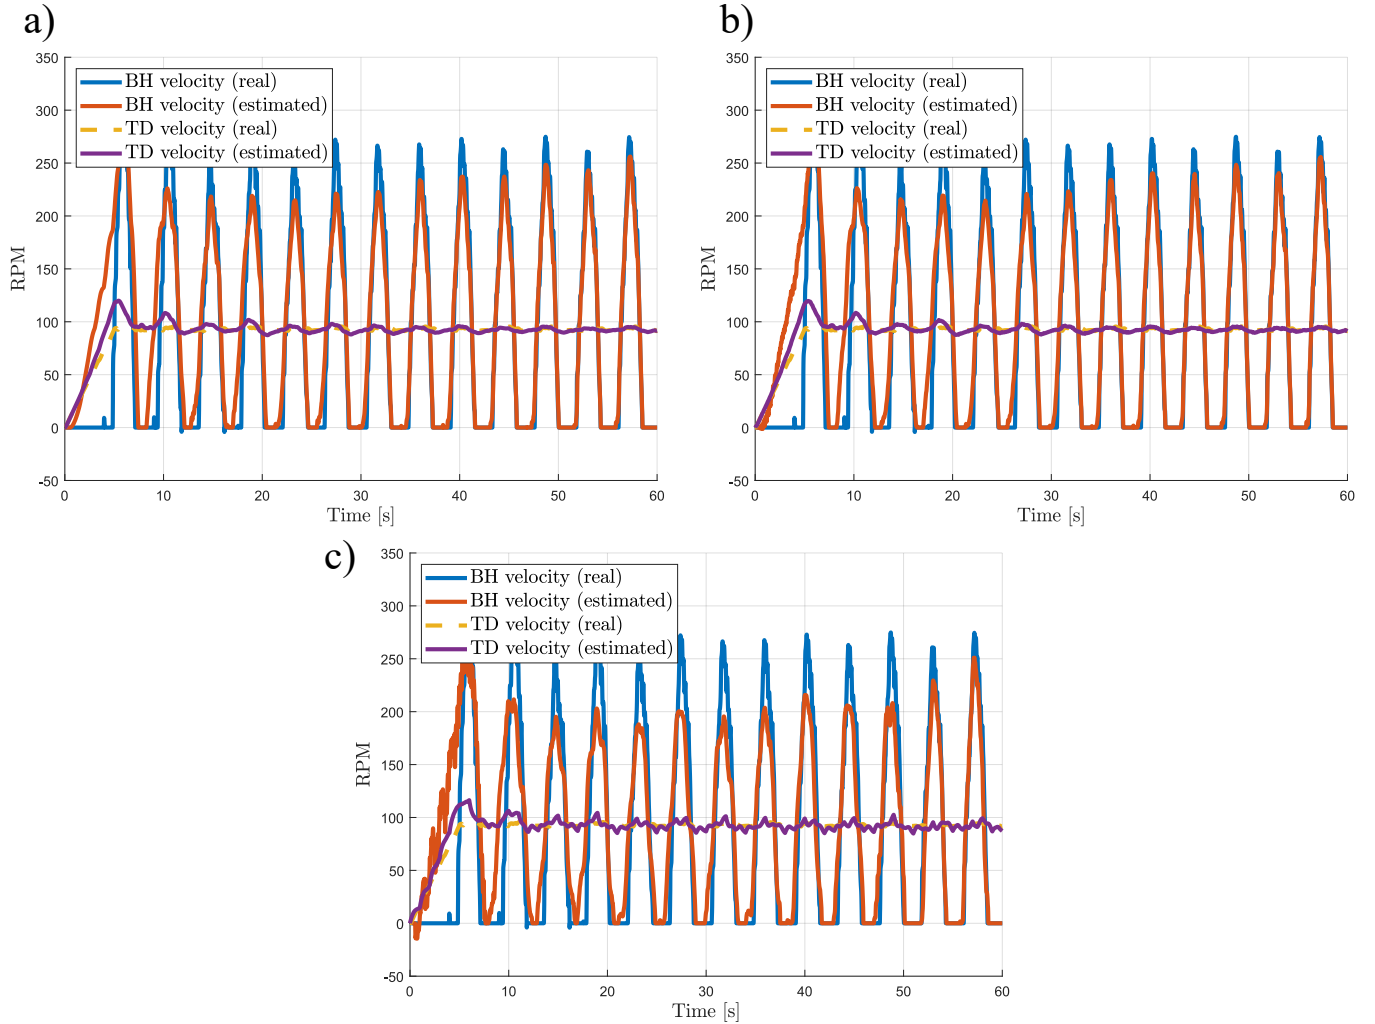 a)
350
300
250
200
150
100
50
0
-50
RPM
BH velocity (real)
BH velocity (estimated)
TD velocity (real)
TD velocity (estimated)
0 10 20 30 40 50 60
Time [s]
b)
350
300
250
200
150
100
50
0
-50
RPM
BH velocity (real)
BH velocity (estimated)
TD velocity (real)
TD velocity (estimated)
0 10 20 30 40 50 60
Time [s]
c)
350
300
250
200
150
100
50
0
-50
RPM
BH velocity (real)
BH velocity (estimated)
TD velocity (real)
TD velocity (estimated)
0 10 20 30 40 50 60
Time [s]